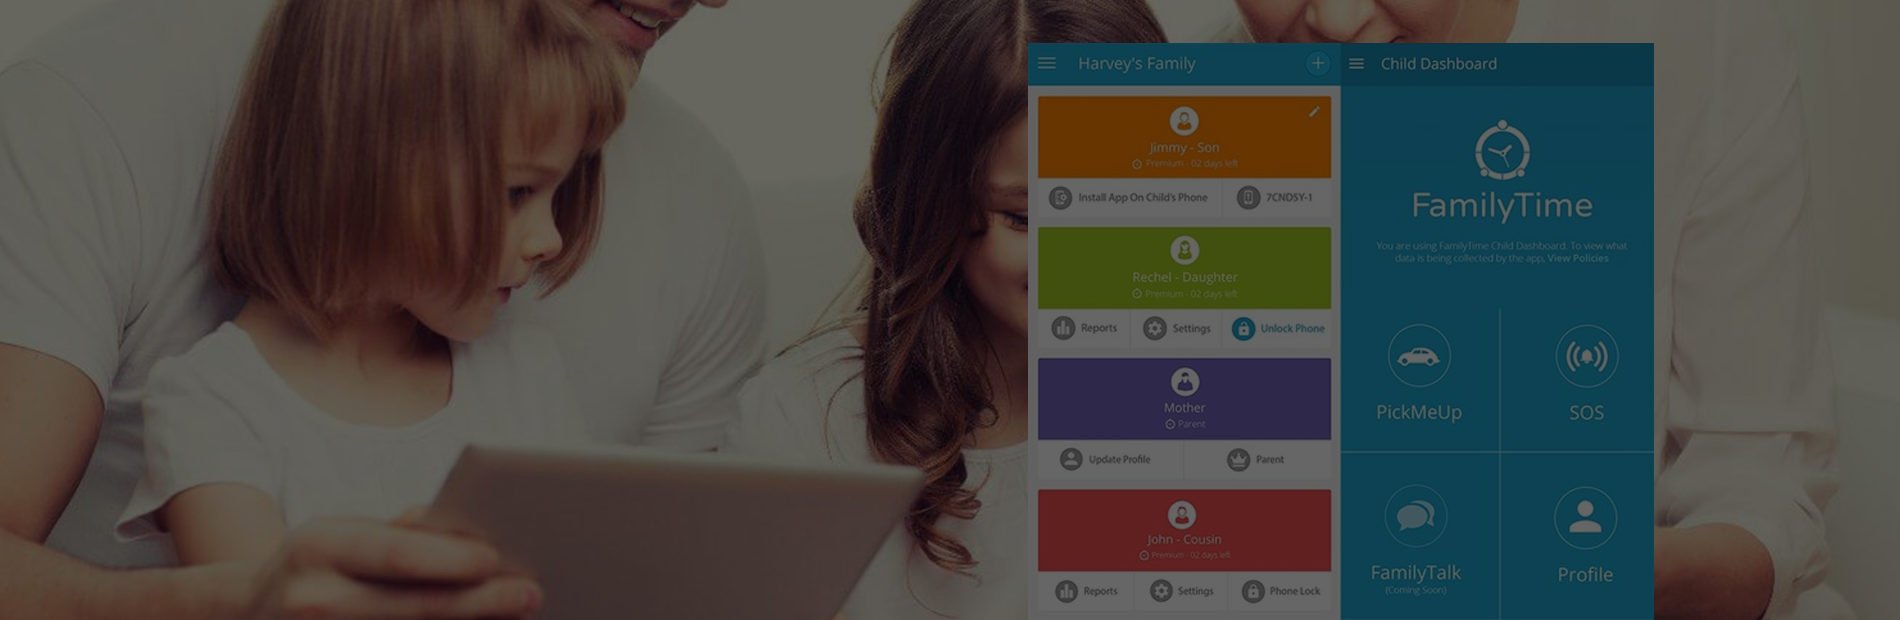 Harvey's Family
Jimmy - Son
Premium - 02 days left
Install App On Child's Phone
7CND5Y-1
Rechel - Daughter
Premium - 02 days left
Reports
Settings
Unlock Phone
Mother
Parent
Update Profile
Parent
John - Cousin
Premium - 02 days left
Reports
Settings
Phone Lock
Child Dashboard
FamilyTime
You are using FamilyTime Child Dashboard. To view what
data is being collected by the app, View Policies
PickMeUp
SOS
FamilyTalk
(Coming Soon)
Profile